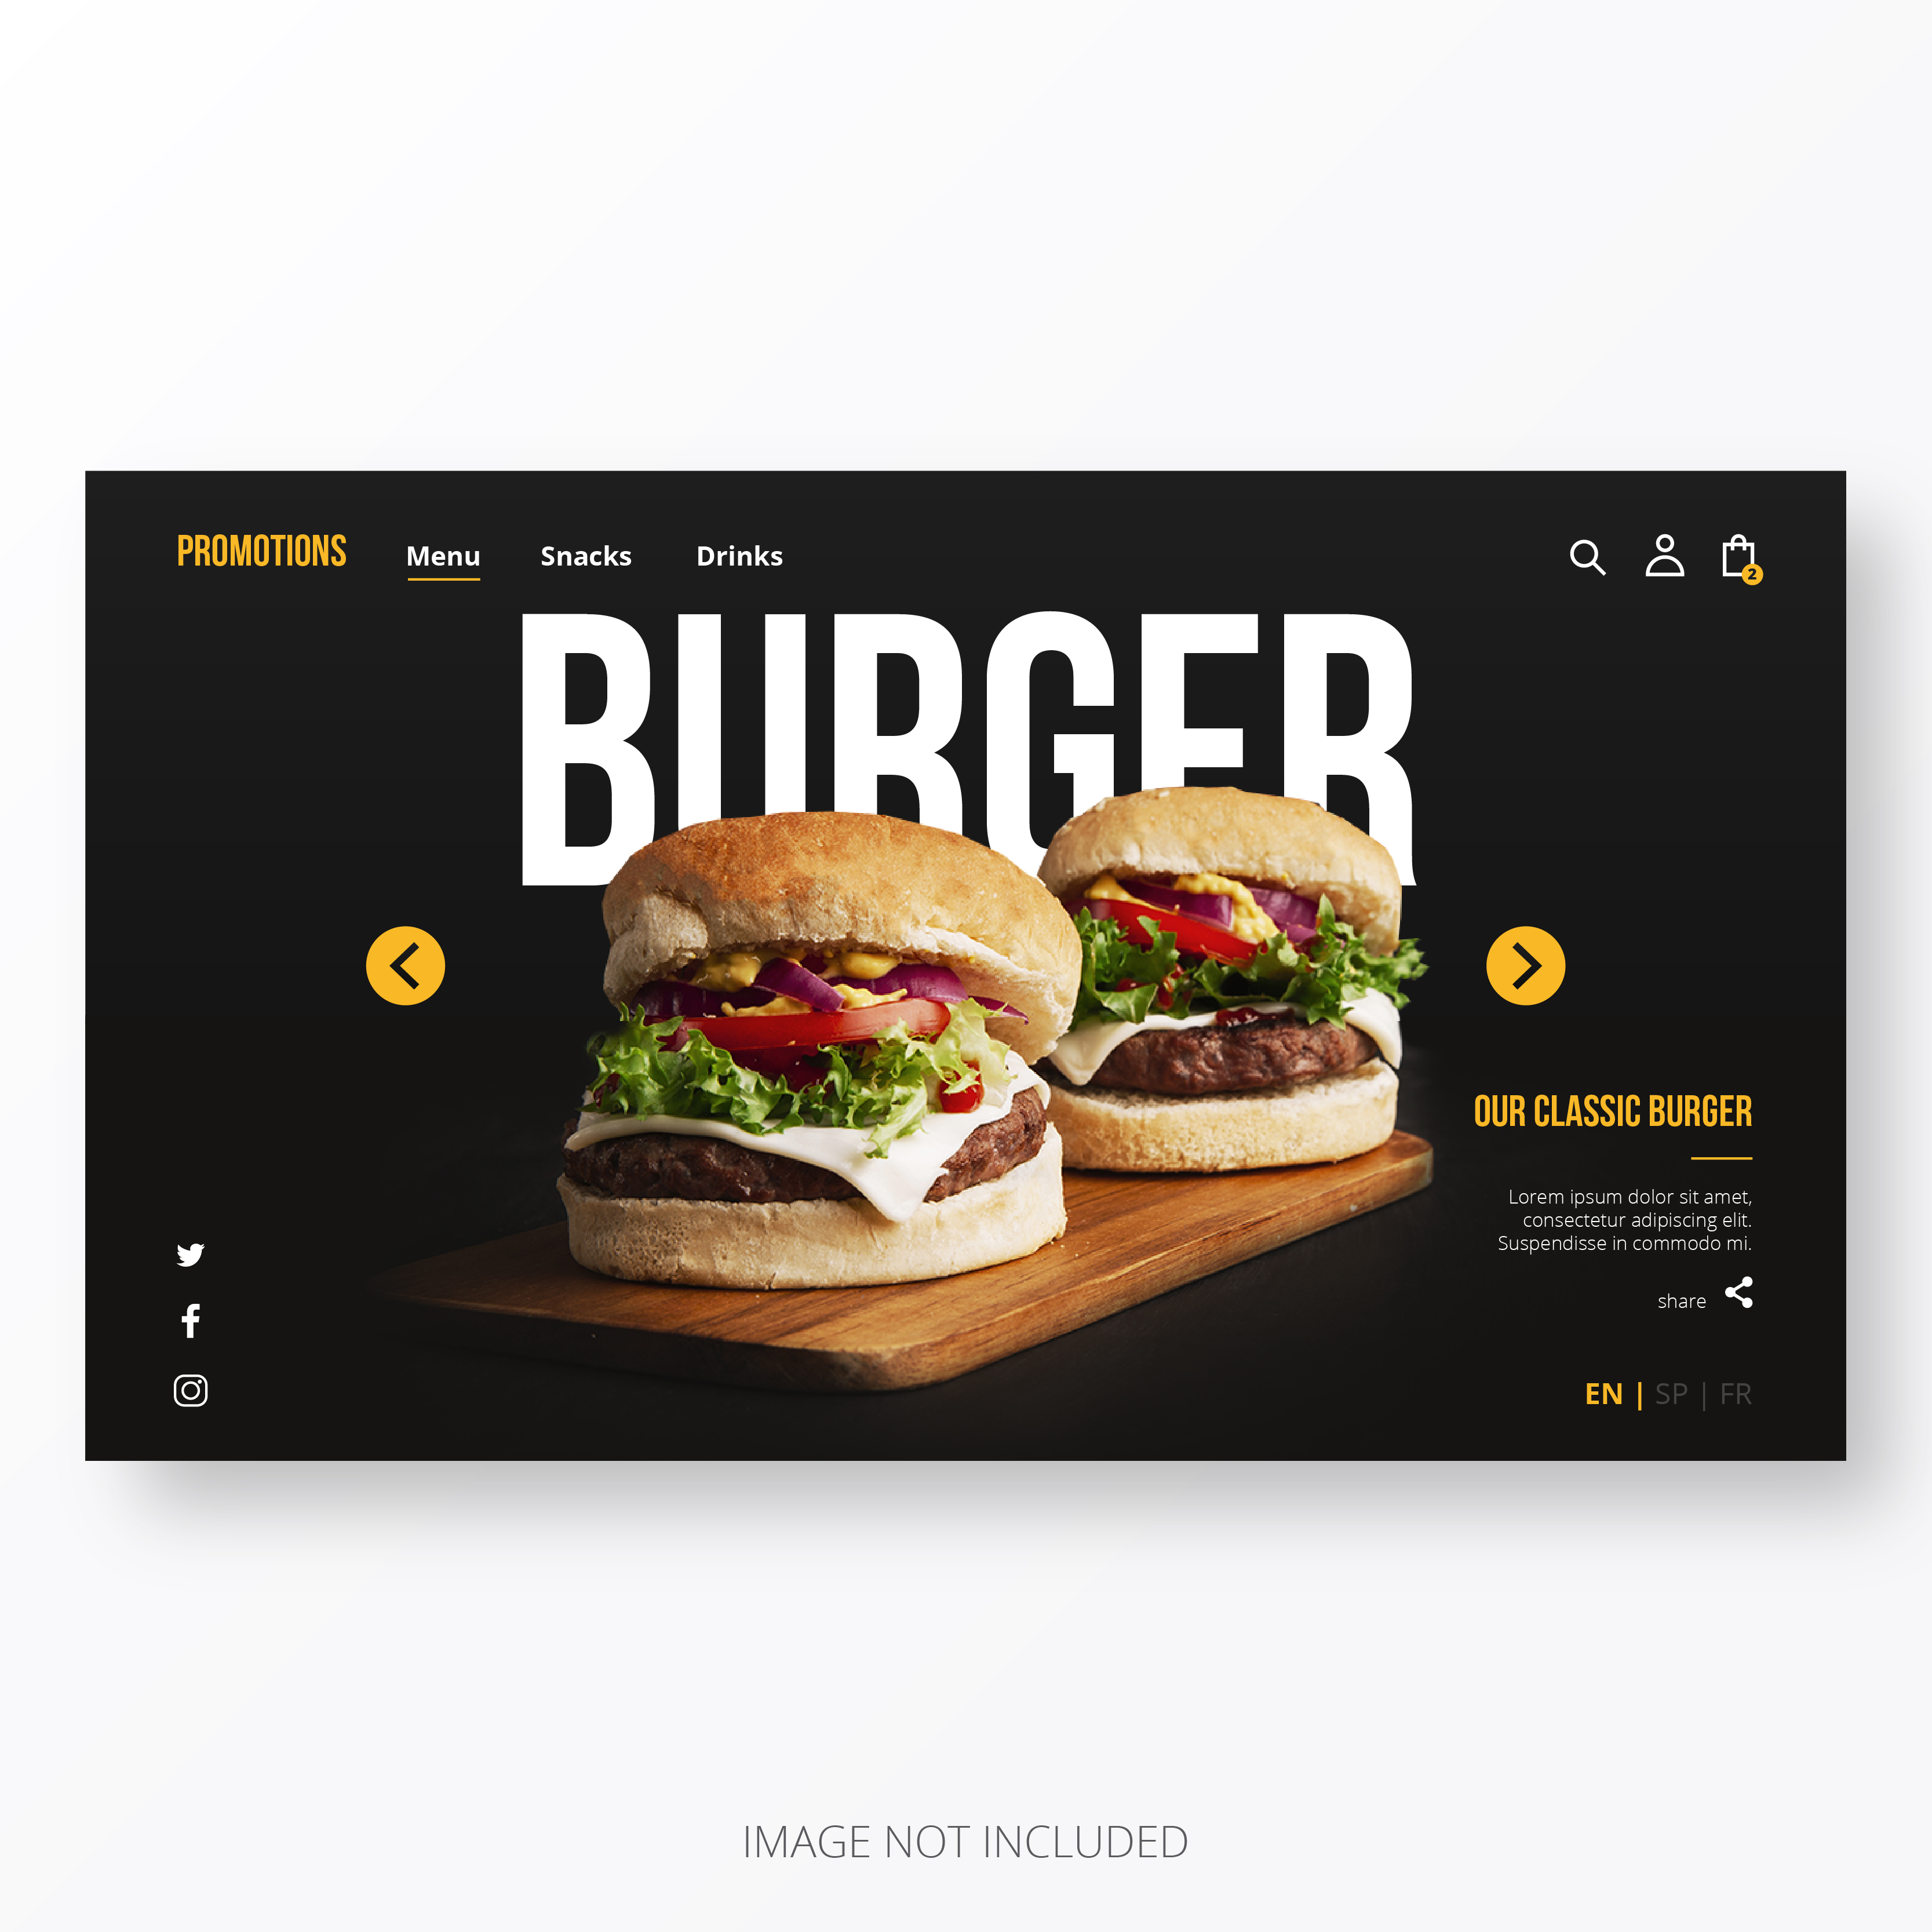 PROMOTIONS Menu Snacks Drinks
2
BURGER
OUR CLASSIC BURGER
Lorem ipsum dolor sit amet,
consectetur adipiscing elit.
Suspendisse in commodo mi.
share
EN | SP | FR
IMAGE NOT INCLUDED